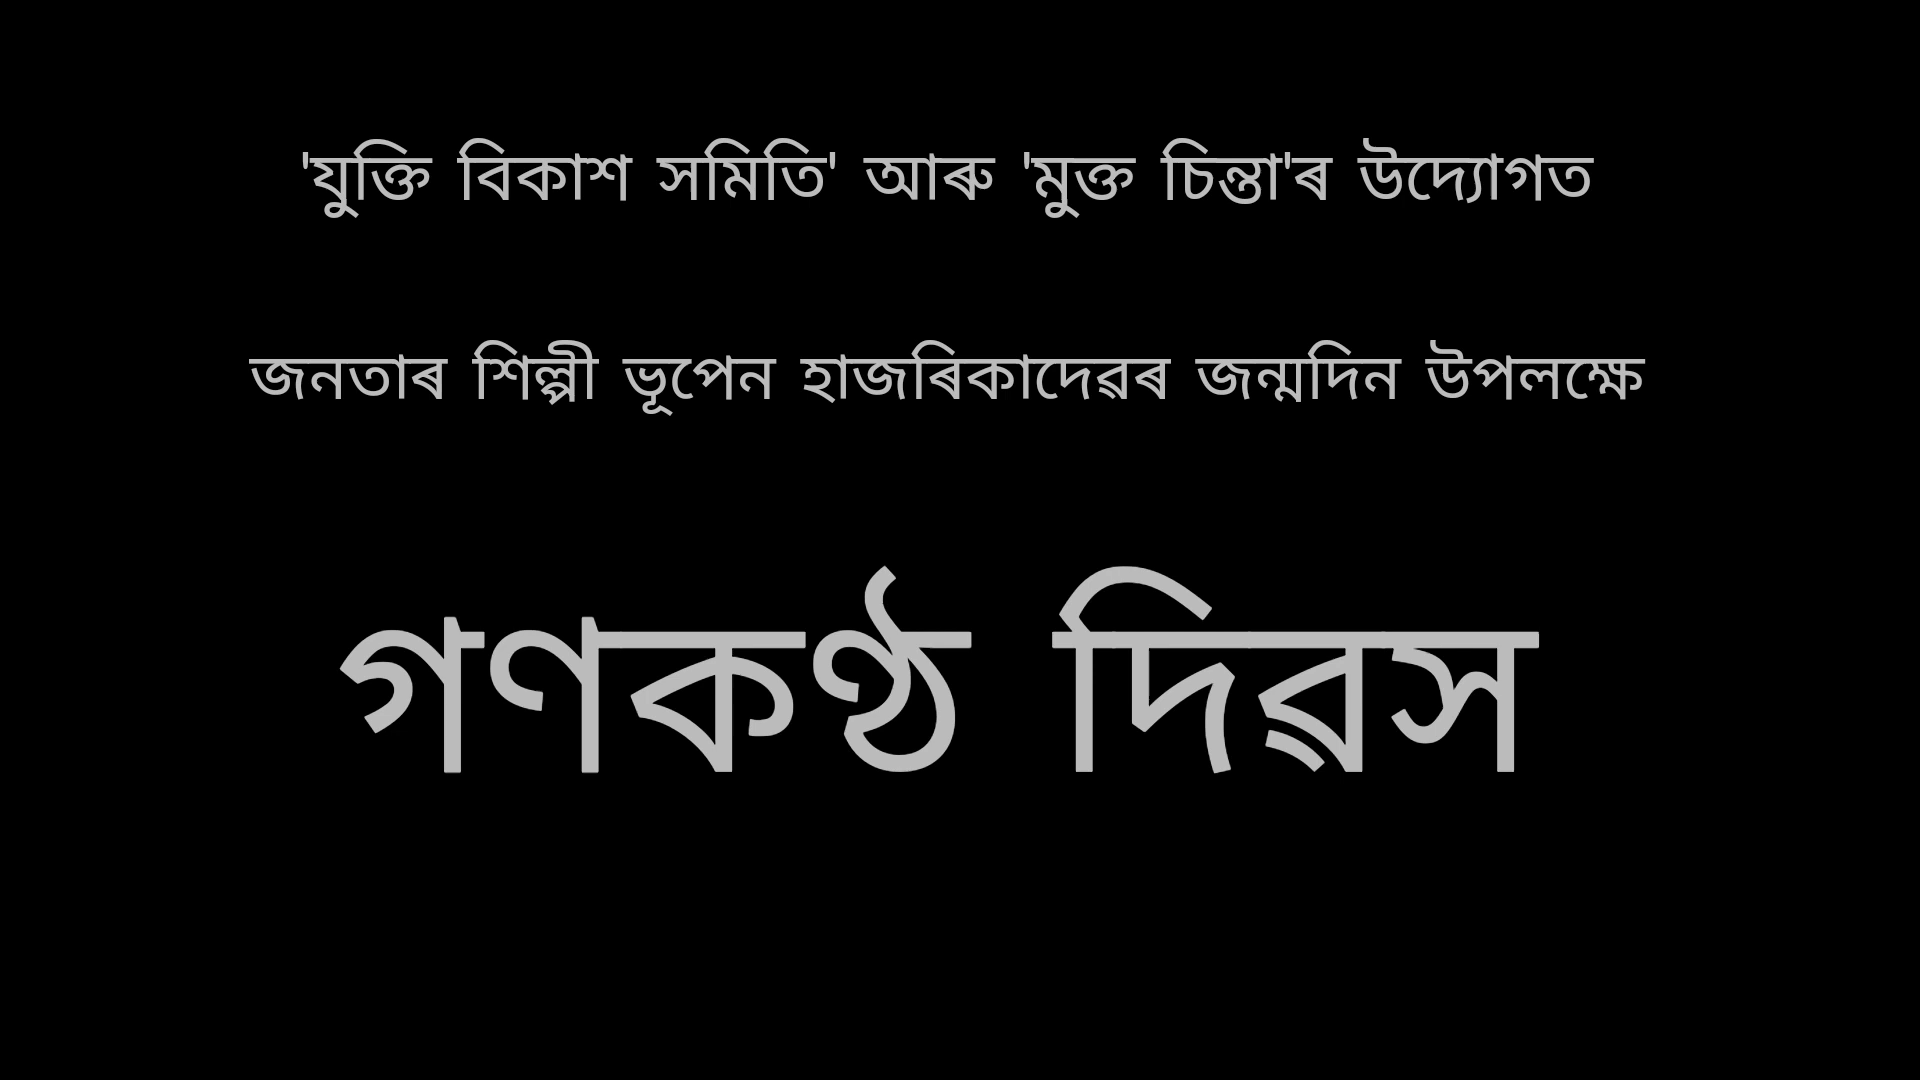 'যুক্তি বিকাশ সমিতি' আৰু 'মুক্ত চিন্তা'ৰ উদ্যোগত
জনতাৰ শিল্পী ভূপেন হাজৰিকাদেৱৰ জন্মদিন উপলক্ষে
গণকণ্ঠ দিৱস